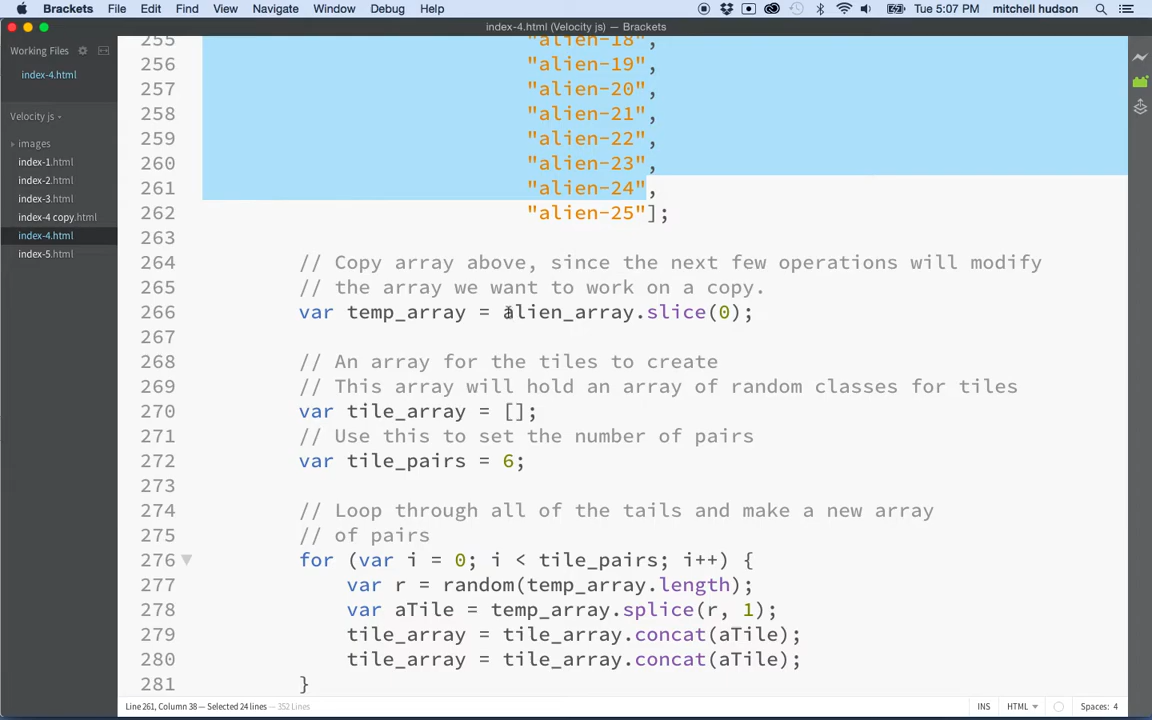 Brackets File Edit Find View Navigate Window Debug Help Tue 5:07 PM mitchell hudson
index-4.html (Velocity js) — Brackets
Working Files
index-4.html
Velocity js
images
index-1.html
index-2.html
index-3.html
index-4 copy.html
index-4.html
index-5.html
255 "alien-18",
256 "alien-19",
257 "alien-20",
258 "alien-21",
259 "alien-22",
260 "alien-23",
261 "alien-24",
262 "alien-25"];
263
264 // Copy array above, since the next few operations will modify
265 // the array we want to work on a copy.
266 var temp_array = alien_array.slice(0);
267
268 // An array for the tiles to create
269 // This array will hold an array of random classes for tiles
270 var tile_array = [];
271 // Use this to set the number of pairs
272 var tile_pairs = 6;
273
274 // Loop through all of the tails and make a new array
275 // of pairs
276 for (var i = 0; i < tile_pairs; i++) {
277 var r = random(temp_array.length);
278 var aTile = temp_array.splice(r, 1);
279 tile_array = tile_array.concat(aTile);
280 tile_array = tile_array.concat(aTile);
281 }
Line 261, Column 38 — Selected 24 lines — 352 Lines INS HTML Spaces: 4